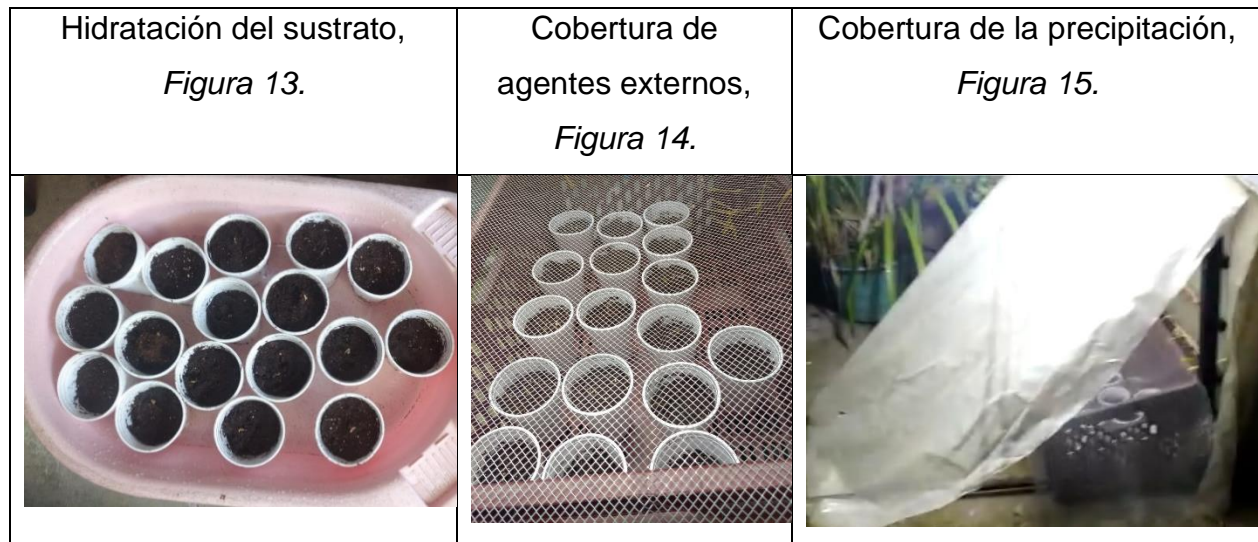 Hidratación del sustrato,
Figura 13.
Cobertura de
agentes externos,
Figura 14.
Cobertura de la precipitación,
Figura 15.